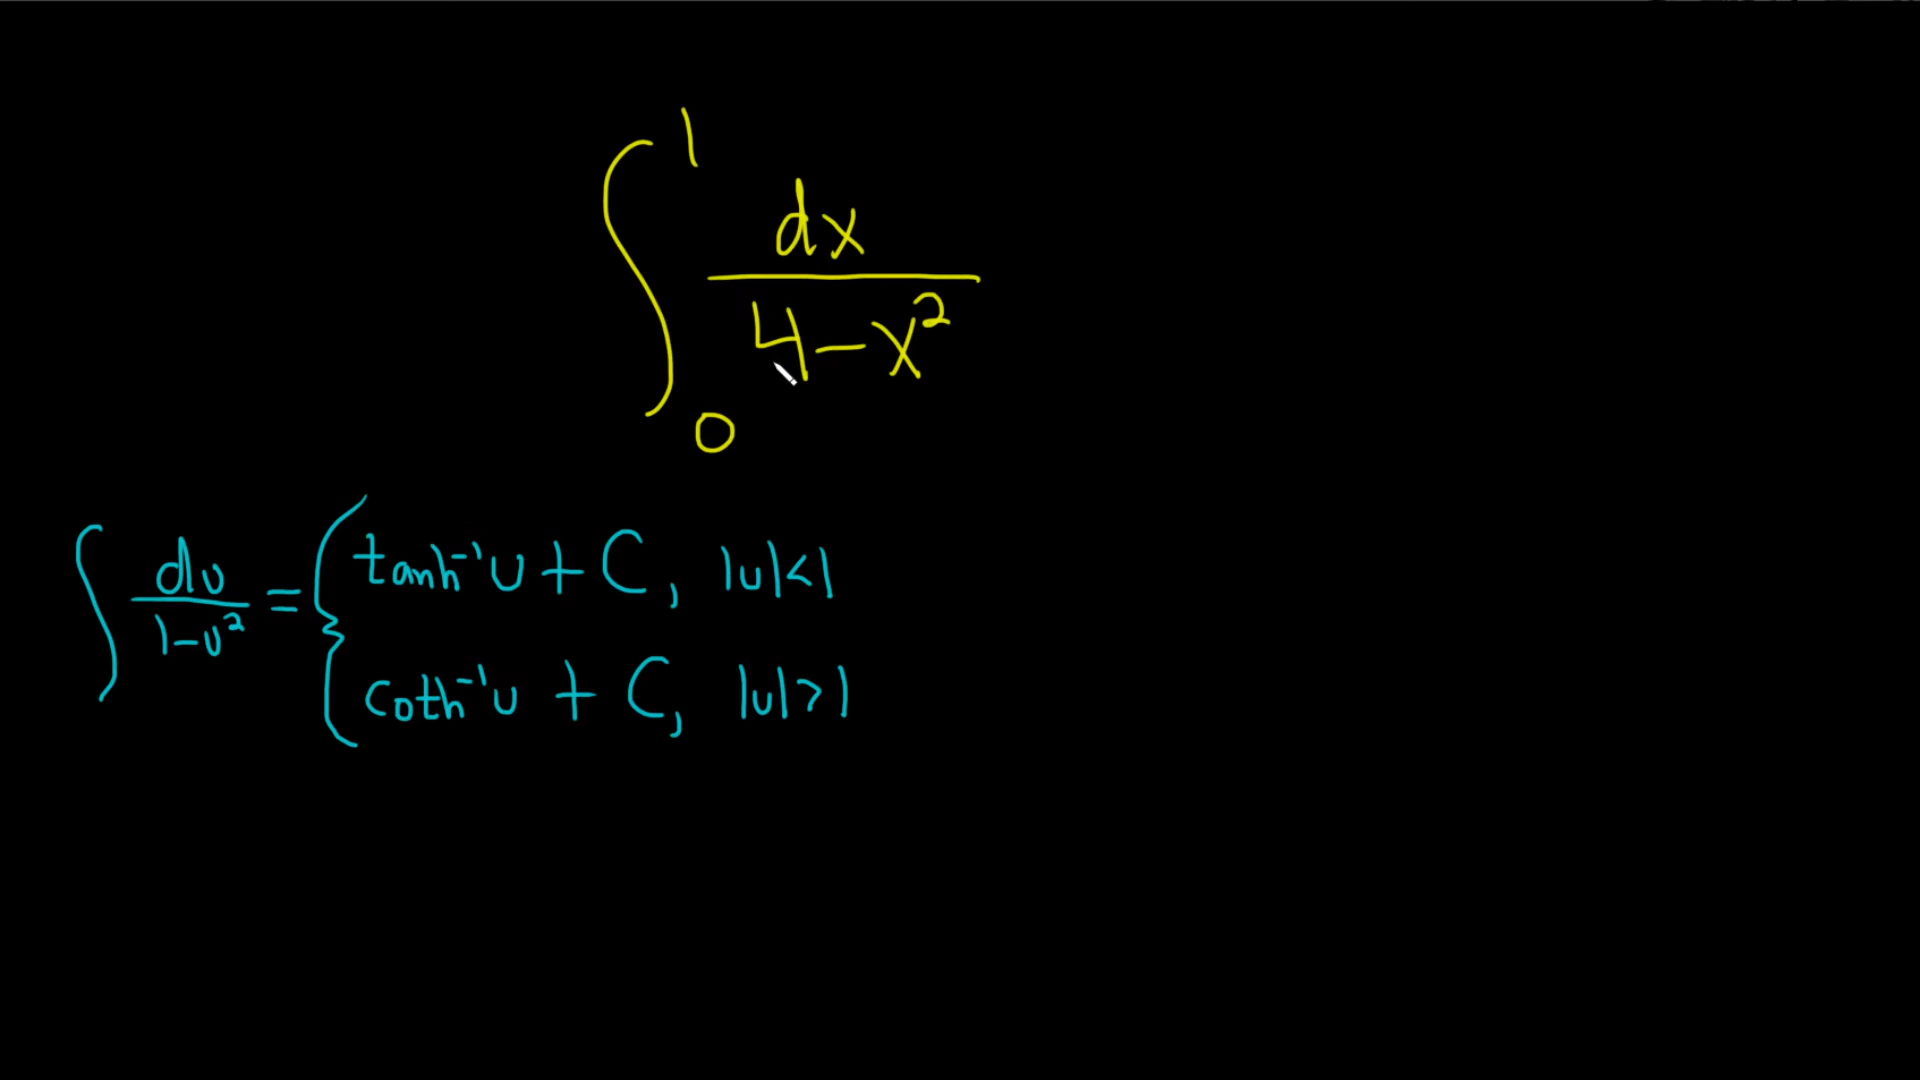 ∫₀¹ dx/(4-x²)
∫ du/(1-u²) = { tanh⁻¹u + C, |u|<1
coth⁻¹u + C, |u|>1